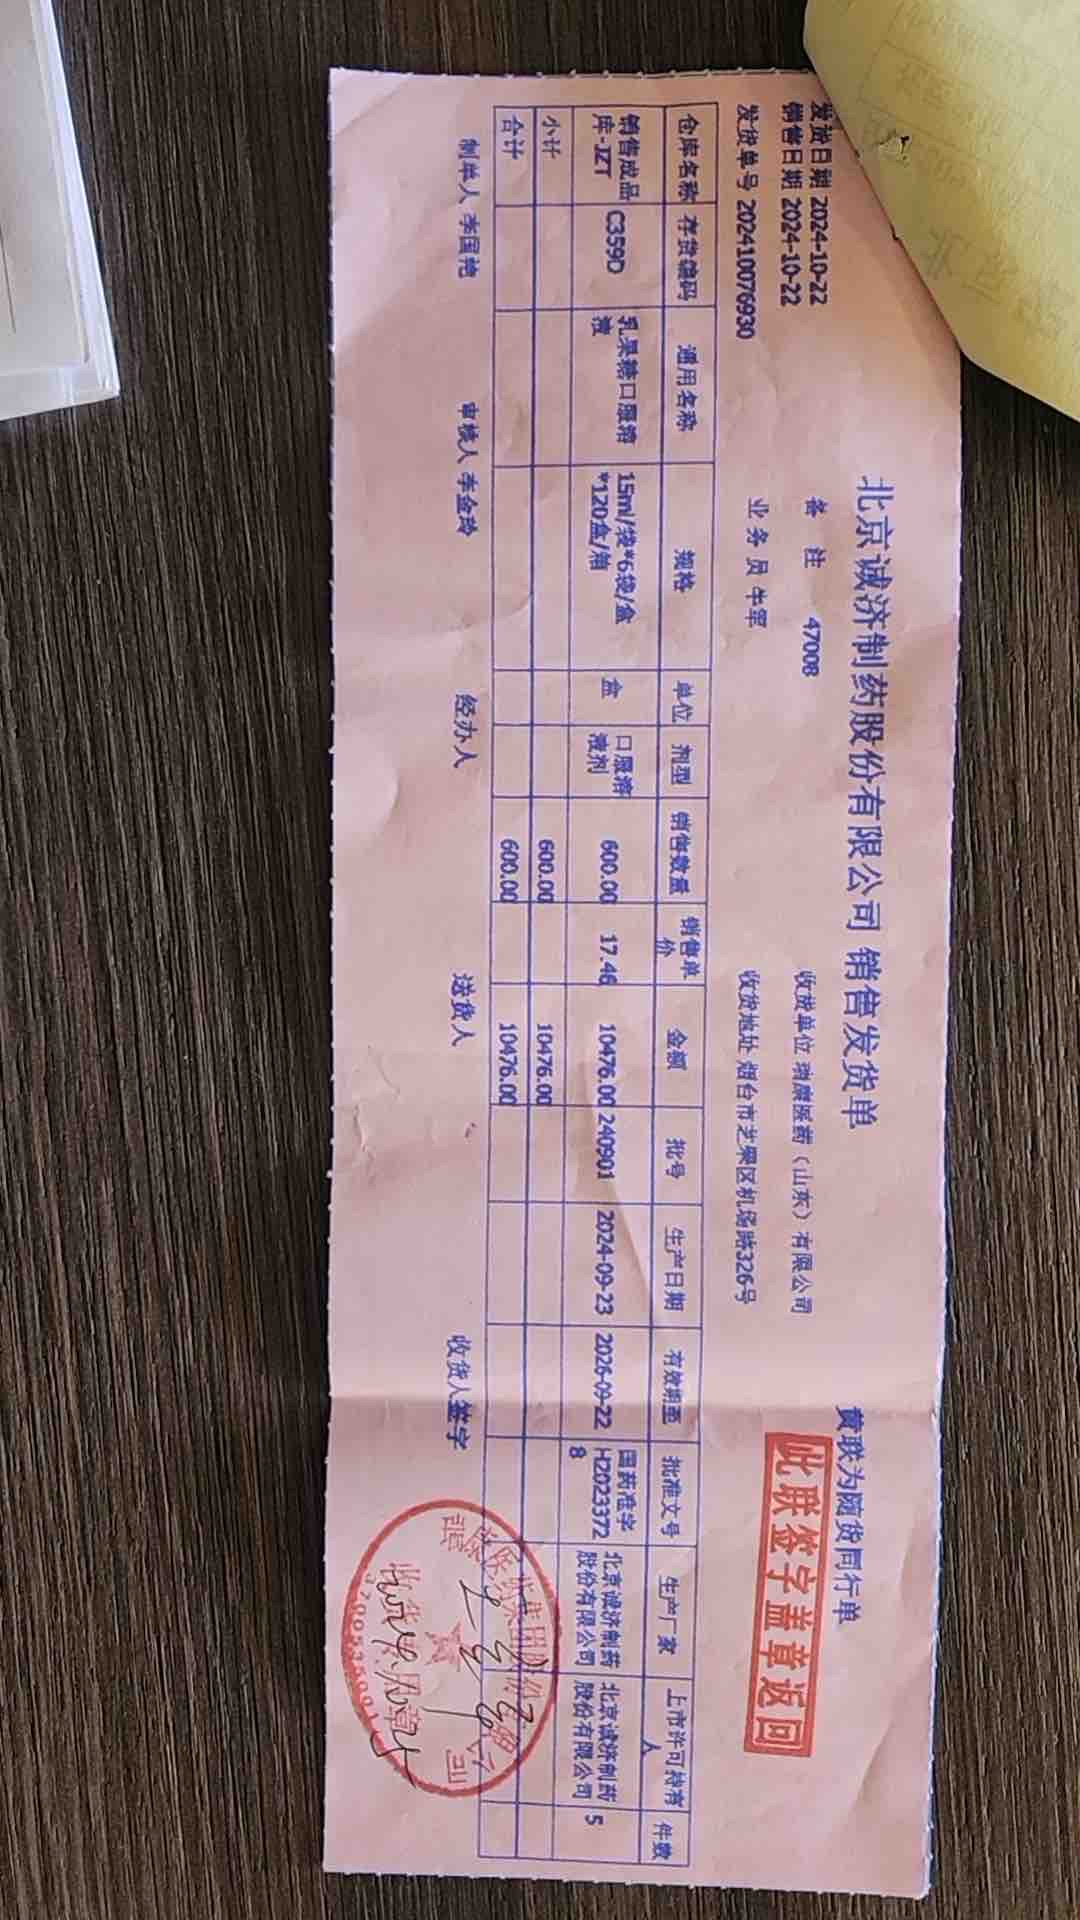 北京诚济制药股份有限公司 销售发货单
黄联为随货同行单
发货日期 2024-10-22
备 注 47008
收货单位 瑞康医药（山东）有限公司
销售日期 2024-10-22
发货单号 202410076930
业 务 员 牛军
收货地址 烟台市芝罘区机场路326号
此联签字盖章返回
仓库名称 存货编码 通用名称 规格 单位 剂型 销售数量 销售单价 金额 批号 生产日期 有效期至 批准文号 生产厂家 上市许可持有人 件数
销售成品库-JZT C359D 乳果糖口服溶液 15ml/袋*6袋/盒*120盒/箱 盒 口服溶液剂 600.00 17.46 10476.00 240901 2024-09-23 2026-09-22 国药准字H20233728 北京诚济制药股份有限公司 北京诚济制药股份有限公司 5
小计 600.00 10476.00
合计 600.00 10476.00
制单人 李国艳
审核人 李金玲
经办人
送货人
收货人签字
收货专用章